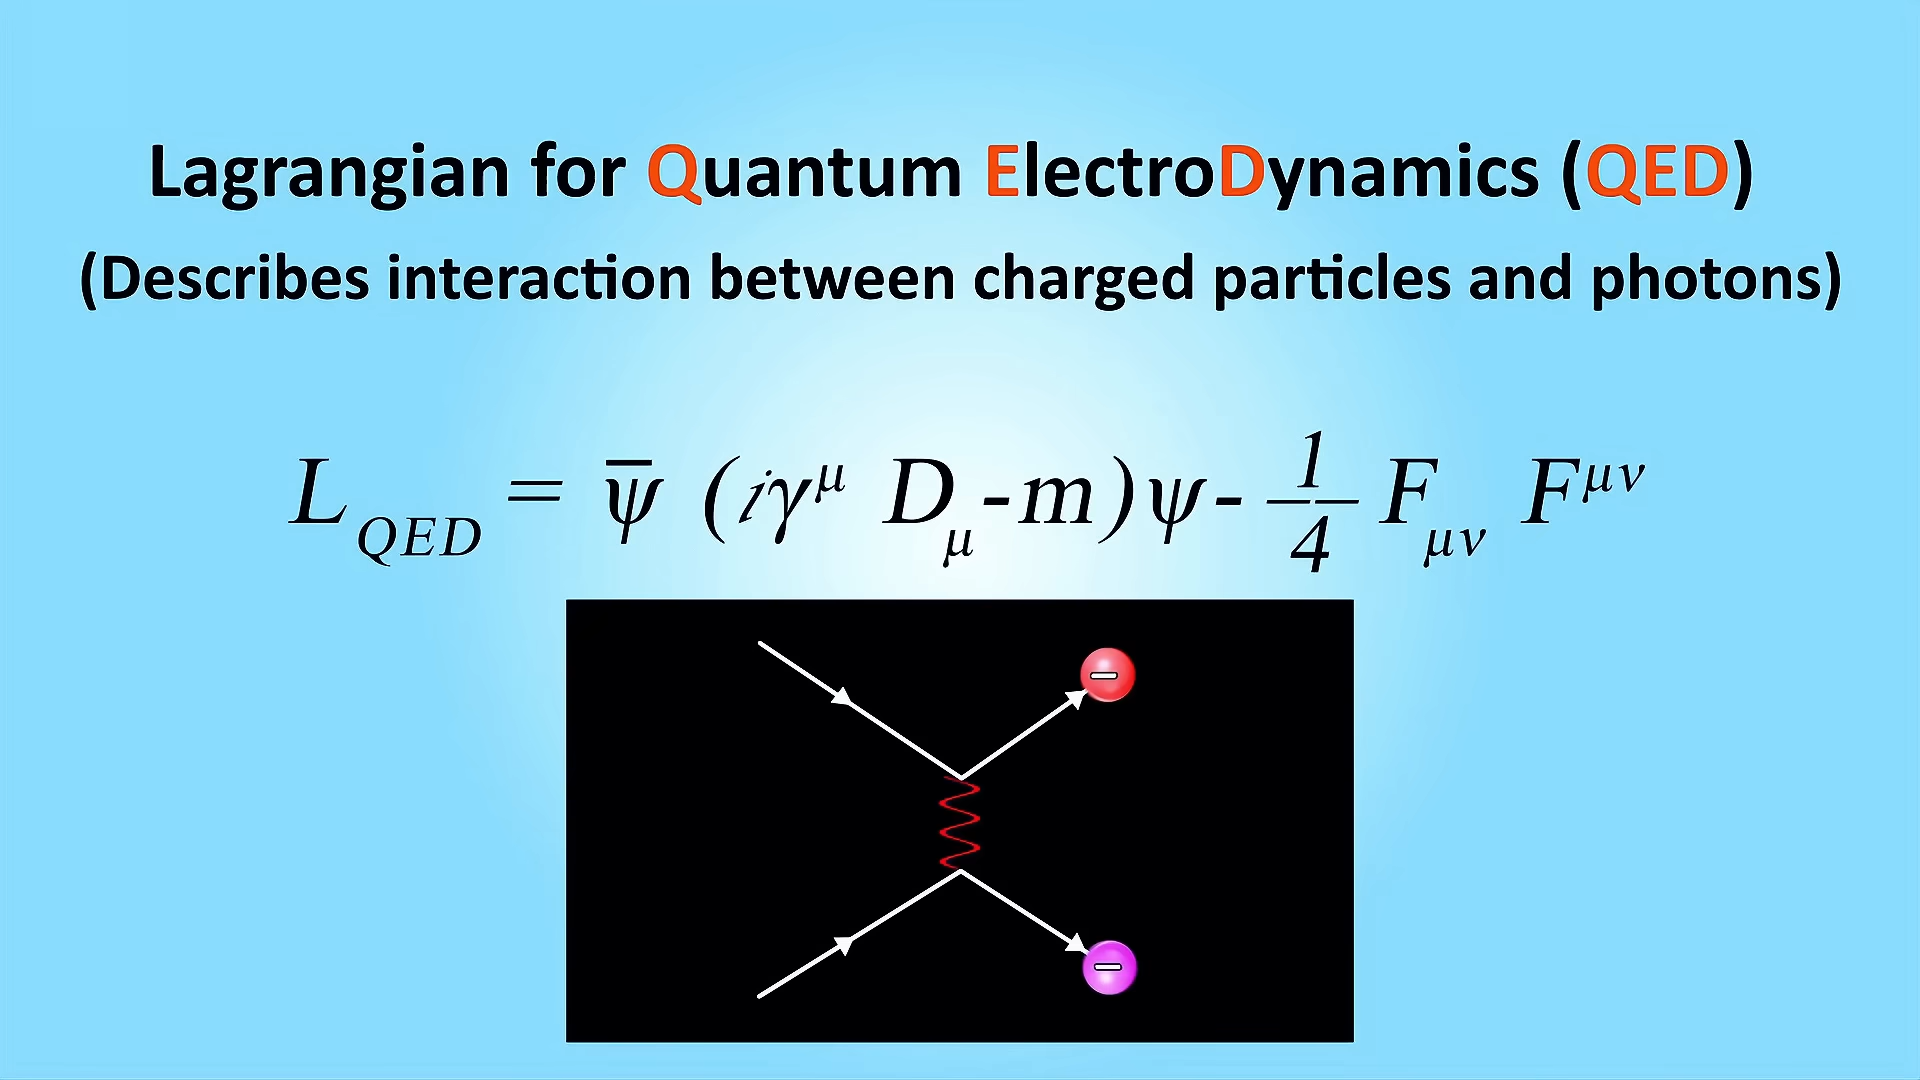 Lagrangian for Quantum ElectroDynamics (QED)
(Describes interaction between charged particles and photons)
L_QED = ψ̄ (iγ^μ D_μ-m)ψ- 1/4 F_μν F^μν
−
−